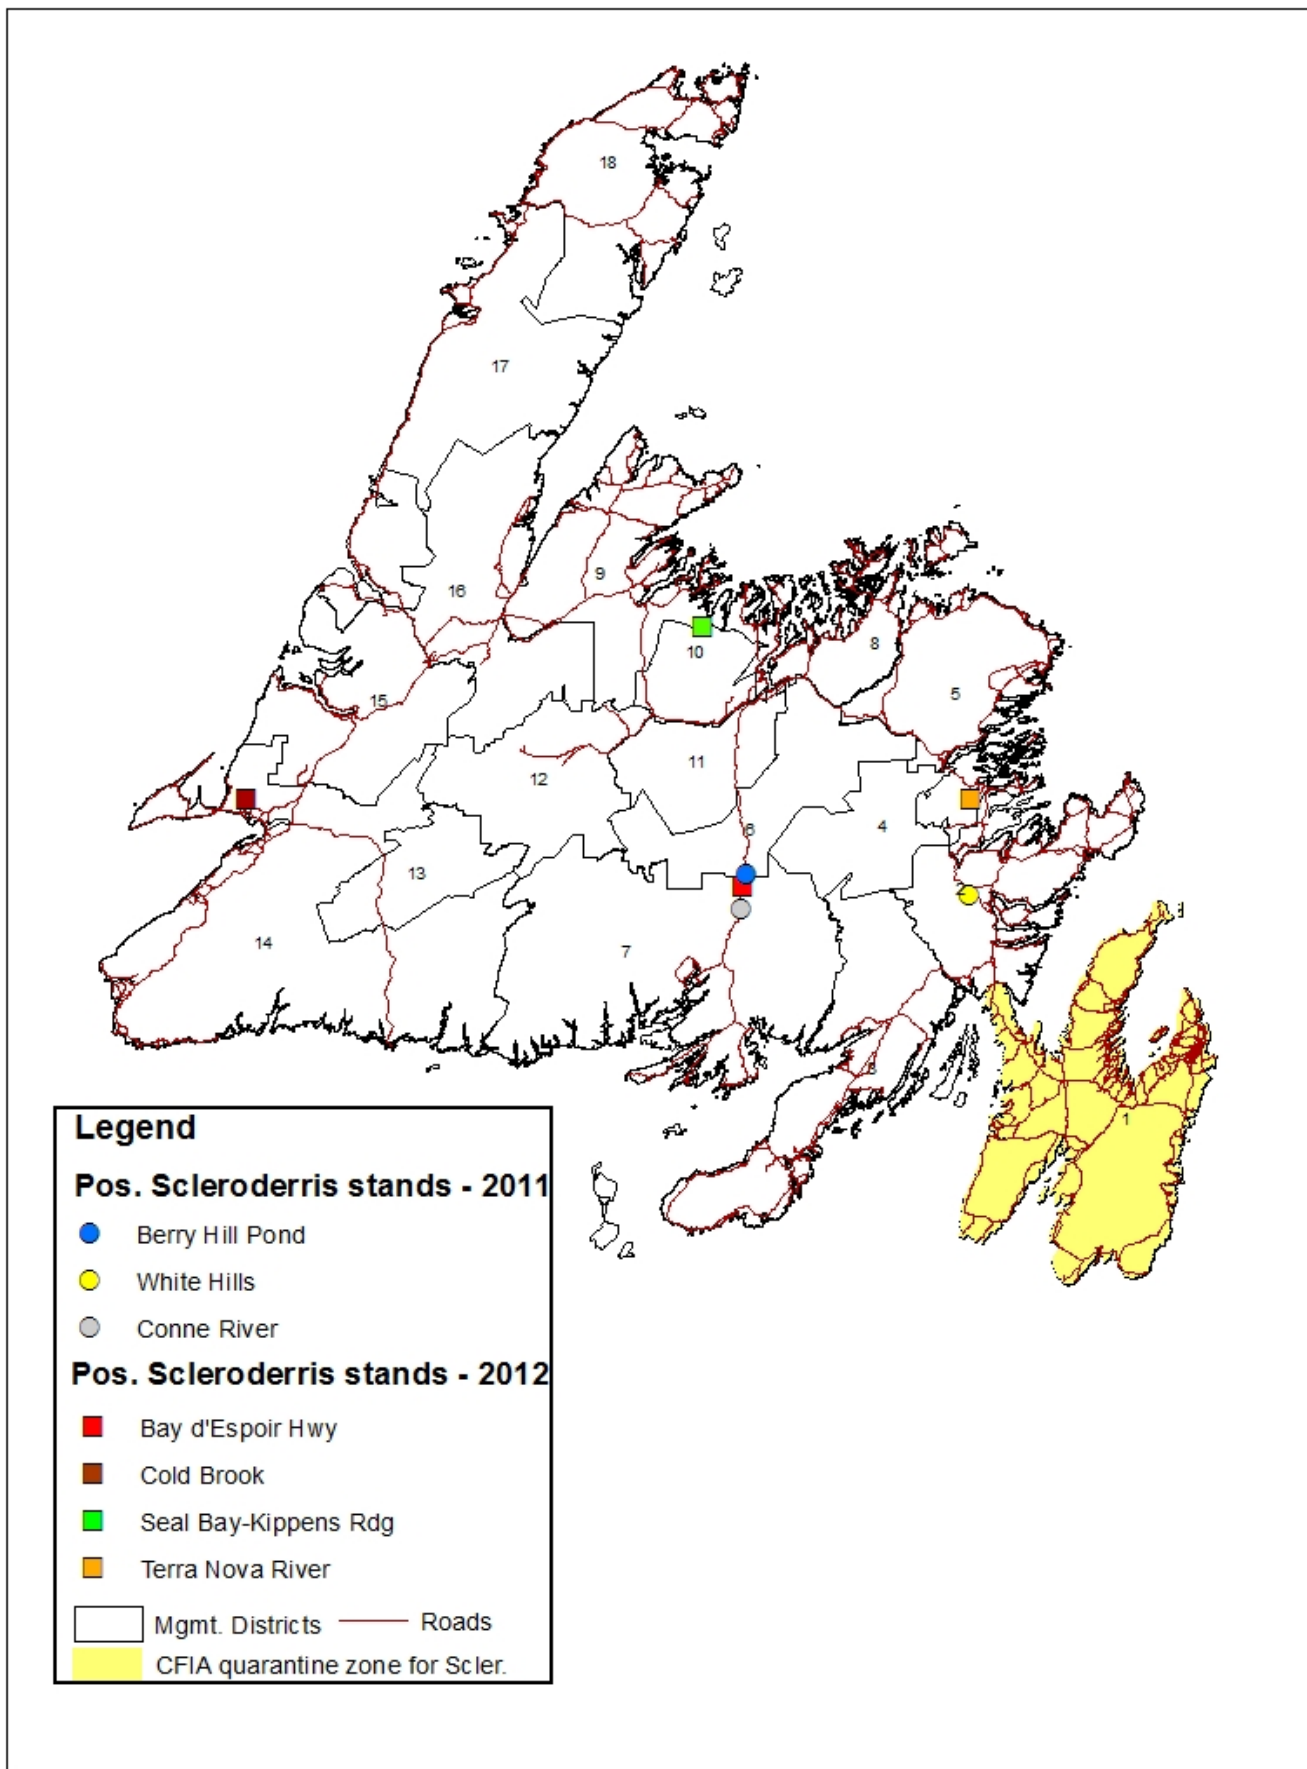 18
17
9
16
8
10
5
15
11
12
6
4
13
2
14
7
3
1
Legend
Pos. Scleroderris stands - 2011
Berry Hill Pond
White Hills
Conne River
Pos. Scleroderris stands - 2012
Bay d'Espoir Hwy
Cold Brook
Seal Bay-Kippens Rdg
Terra Nova River
Mgmt. Districts Roads
CFIA quarantine zone for Scler.